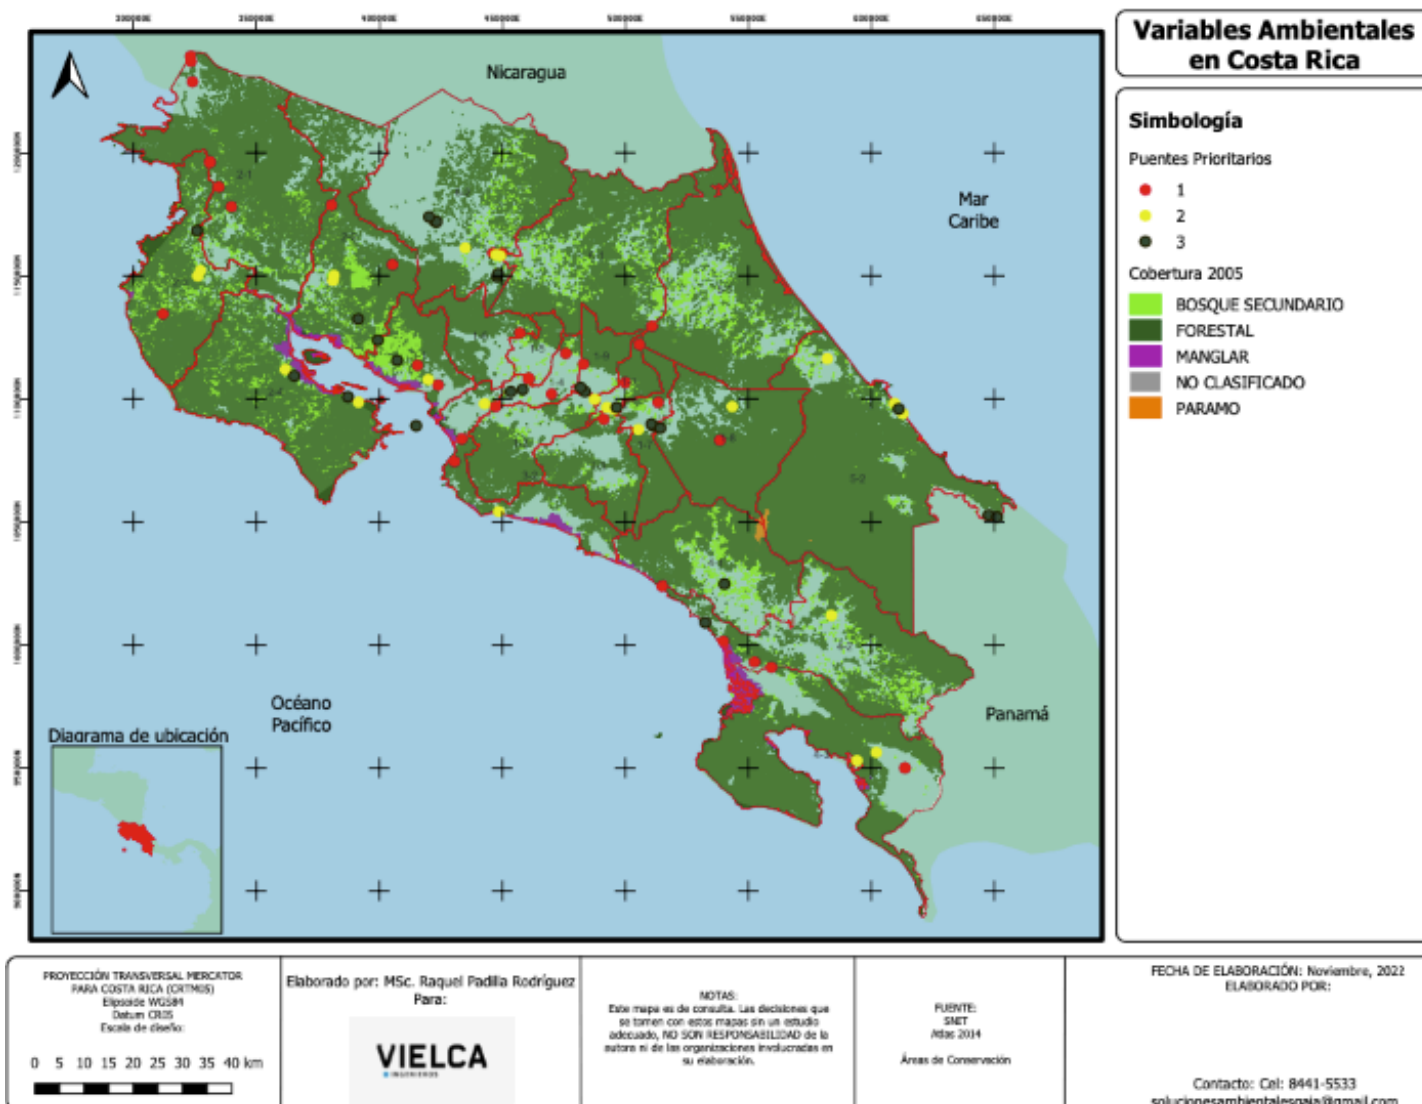 Variables Ambientales
en Costa Rica
Simbología
Puentes Prioritarios
1
2
3
Cobertura 2005
BOSQUE SECUNDARIO
FORESTAL
MANGLAR
NO CLASIFICADO
PARAMO
Nicaragua
Mar
Caribe
Océano
Pacífico
Panamá
Diagrama de ubicación
PROYECCIÓN TRANSVERSAL MERCATOR
PARA COSTA RICA (CRTM05)
Elipsoide WGS84
Datum CR05
Escala de diseño:
0 5 10 15 20 25 30 35 40 km
Elaborado por: MSc. Raquel Padilla Rodríguez
Para:
VIELCA
INGENIEROS
NOTAS:
Este mapa es de consulta. Las decisiones que
se tomen con estos mapas sin un estudio
adecuado, NO SON RESPONSABILIDAD de la
autora ni de las organizaciones involucradas en
su elaboración.
FUENTE:
SNIT
Atlas 2014
Áreas de Conservación
FECHA DE ELABORACIÓN: Noviembre, 2022
ELABORADO POR:
Contacto: Cel: 8441-5533
solucionesambientalesgaia@gmail.com